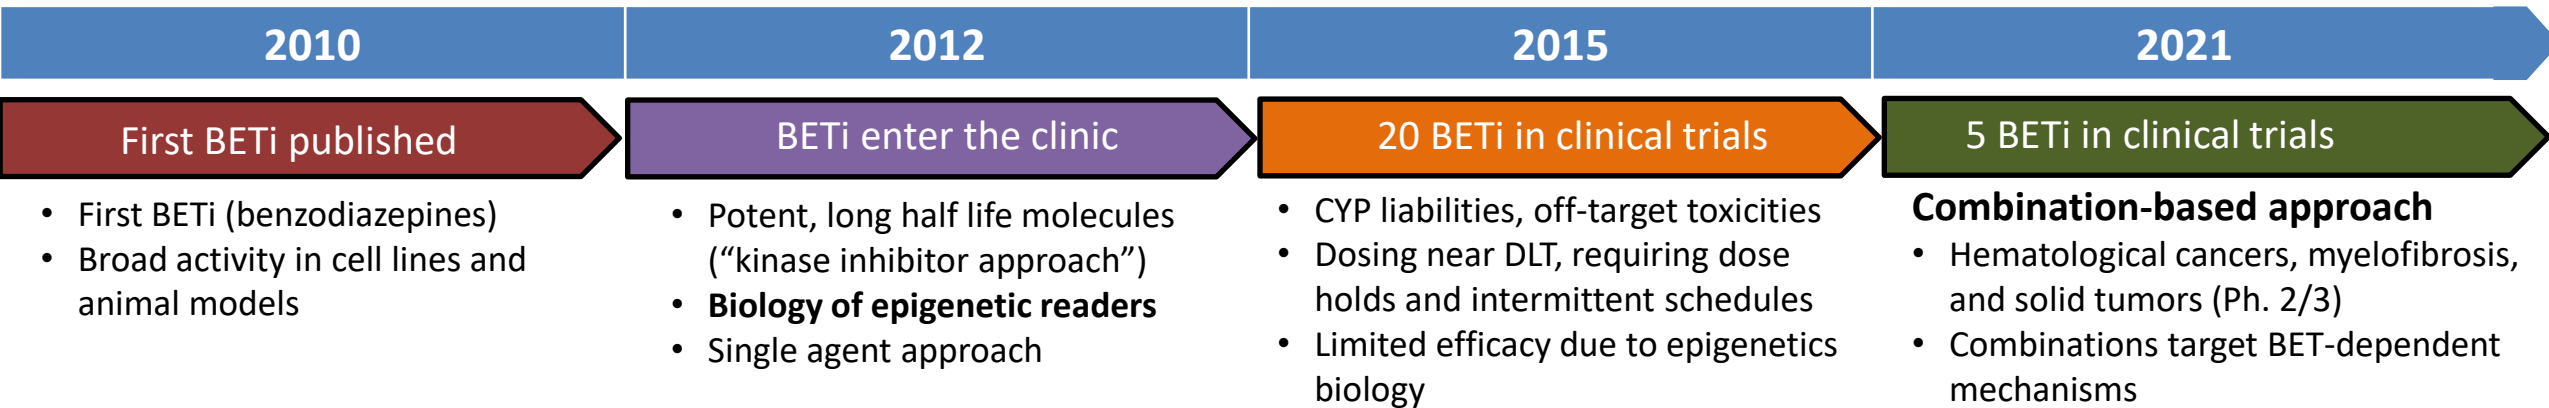 2010
2012
2015
2021
First BETi published
BETi enter the clinic
20 BETi in clinical trials
5 BETi in clinical trials
• First BETi (benzodiazepines)
• Broad activity in cell lines and
animal models
• Potent, long half life molecules
(“kinase inhibitor approach”)
• Biology of epigenetic readers
• Single agent approach
• CYP liabilities, off-target toxicities
• Dosing near DLT, requiring dose
holds and intermittent schedules
• Limited efficacy due to epigenetics
biology
Combination-based approach
• Hematological cancers, myelofibrosis,
and solid tumors (Ph. 2/3)
• Combinations target BET-dependent
mechanisms